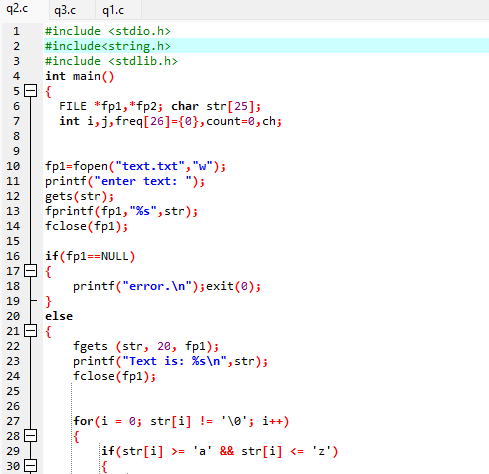 q2.c q3.c q1.c
1 #include <stdio.h>
2 #include<string.h>
3 #include <stdlib.h>
4 int main()
5 {
6 FILE *fp1,*fp2; char str[25];
7 int i,j,freq[26]={0},count=0,ch;
8
9
10 fp1=fopen("text.txt","w");
11 printf("enter text: ");
12 gets(str);
13 fprintf(fp1,"%s",str);
14 fclose(fp1);
15
16 if(fp1==NULL)
17 {
18 printf("error.\n");exit(0);
19 }
20 else
21 {
22 fgets (str, 20, fp1);
23 printf("Text is: %s\n",str);
24 fclose(fp1);
25
26
27 for(i = 0; str[i] != '\0'; i++)
28 {
29 if(str[i] >= 'a' && str[i] <= 'z')
30 {